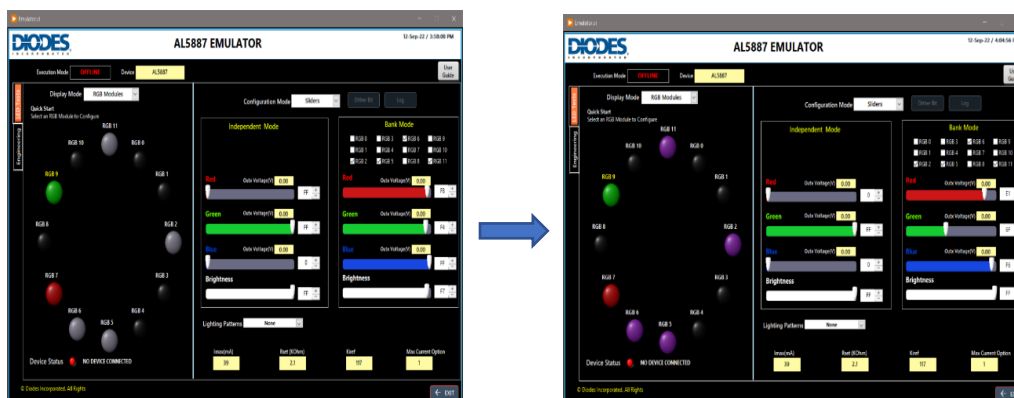 Emulator.vi
DIODES
INCORPORATED
AL5887 EMULATOR
12-Sep-22 / 3:58:08 PM
Execution Mode OFFLINE Device AL5887
User Guide
LED Mode
Engineering
Display Mode RGB Modules
Configuration Mode Sliders Dither Bit Log
Quick Start
Select an RGB Module to Configure
RGB 11
RGB 10
RGB 0
RGB 9
RGB 1
RGB 8
RGB 2
RGB 7
RGB 3
RGB 6
RGB 4
RGB 5
Independent Mode
Red Outx Voltage(V) 0.00
FF
Green Outx Voltage(V) 0.00
FF
Blue Outx Voltage(V) 0.00
0
Brightness
FF
Bank Mode
RGB 0 RGB 3 RGB 6 RGB 9
RGB 1 RGB 4 RGB 7 RGB 10
RGB 2 RGB 5 RGB 8 RGB 11
Red Outx Voltage(V) 0.00
F8
Green Outx Voltage(V) 0.00
F4
Blue Outx Voltage(V) 0.00
FF
Brightness
F7
Lighting Patterns None
Imax(mA) Rset (KOhm) Kiref Max Current Option
39 2.1 117 1
Device Status NO DEVICE CONNECTED
© Diodes Incorporated, All Rights
EXIT
Emulator.vi
DIODES
INCORPORATED
AL5887 EMULATOR
12-Sep-22 / 4:04:56
Execution Mode OFFLINE Device AL5887
LED Mode
Engineering
Display Mode RGB Modules
Configuration Mode Sliders Dither Bit Log
Quick Start
Select an RGB Module to Configure
RGB 11
RGB 10
RGB 0
RGB 9
RGB 1
RGB 8
RGB 2
RGB 7
RGB 3
RGB 6
RGB 4
RGB 5
Independent Mode
Red Outx Voltage(V) 0.00
0
Green Outx Voltage(V) 0.00
FF
Blue Outx Voltage(V) 0.00
0
Brightness
FF
Bank Mode
RGB 0 RGB 3 RGB 6 RGB 9
RGB 1 RGB 4 RGB 7 RGB 10
RGB 2 RGB 5 RGB 8 RGB 11
Red Outx Voltage(V) 0.00
E1
Green Outx Voltage(V) 0.00
Blue Outx Voltage(V) 0.00
Brightness
FF
Lighting Patterns None
Imax(mA) Rset (KOhm) Kiref Max Current Option
39 2.1 117 1
Device Status NO DEVICE CONNECTED
© Diodes Incorporated, All Rights